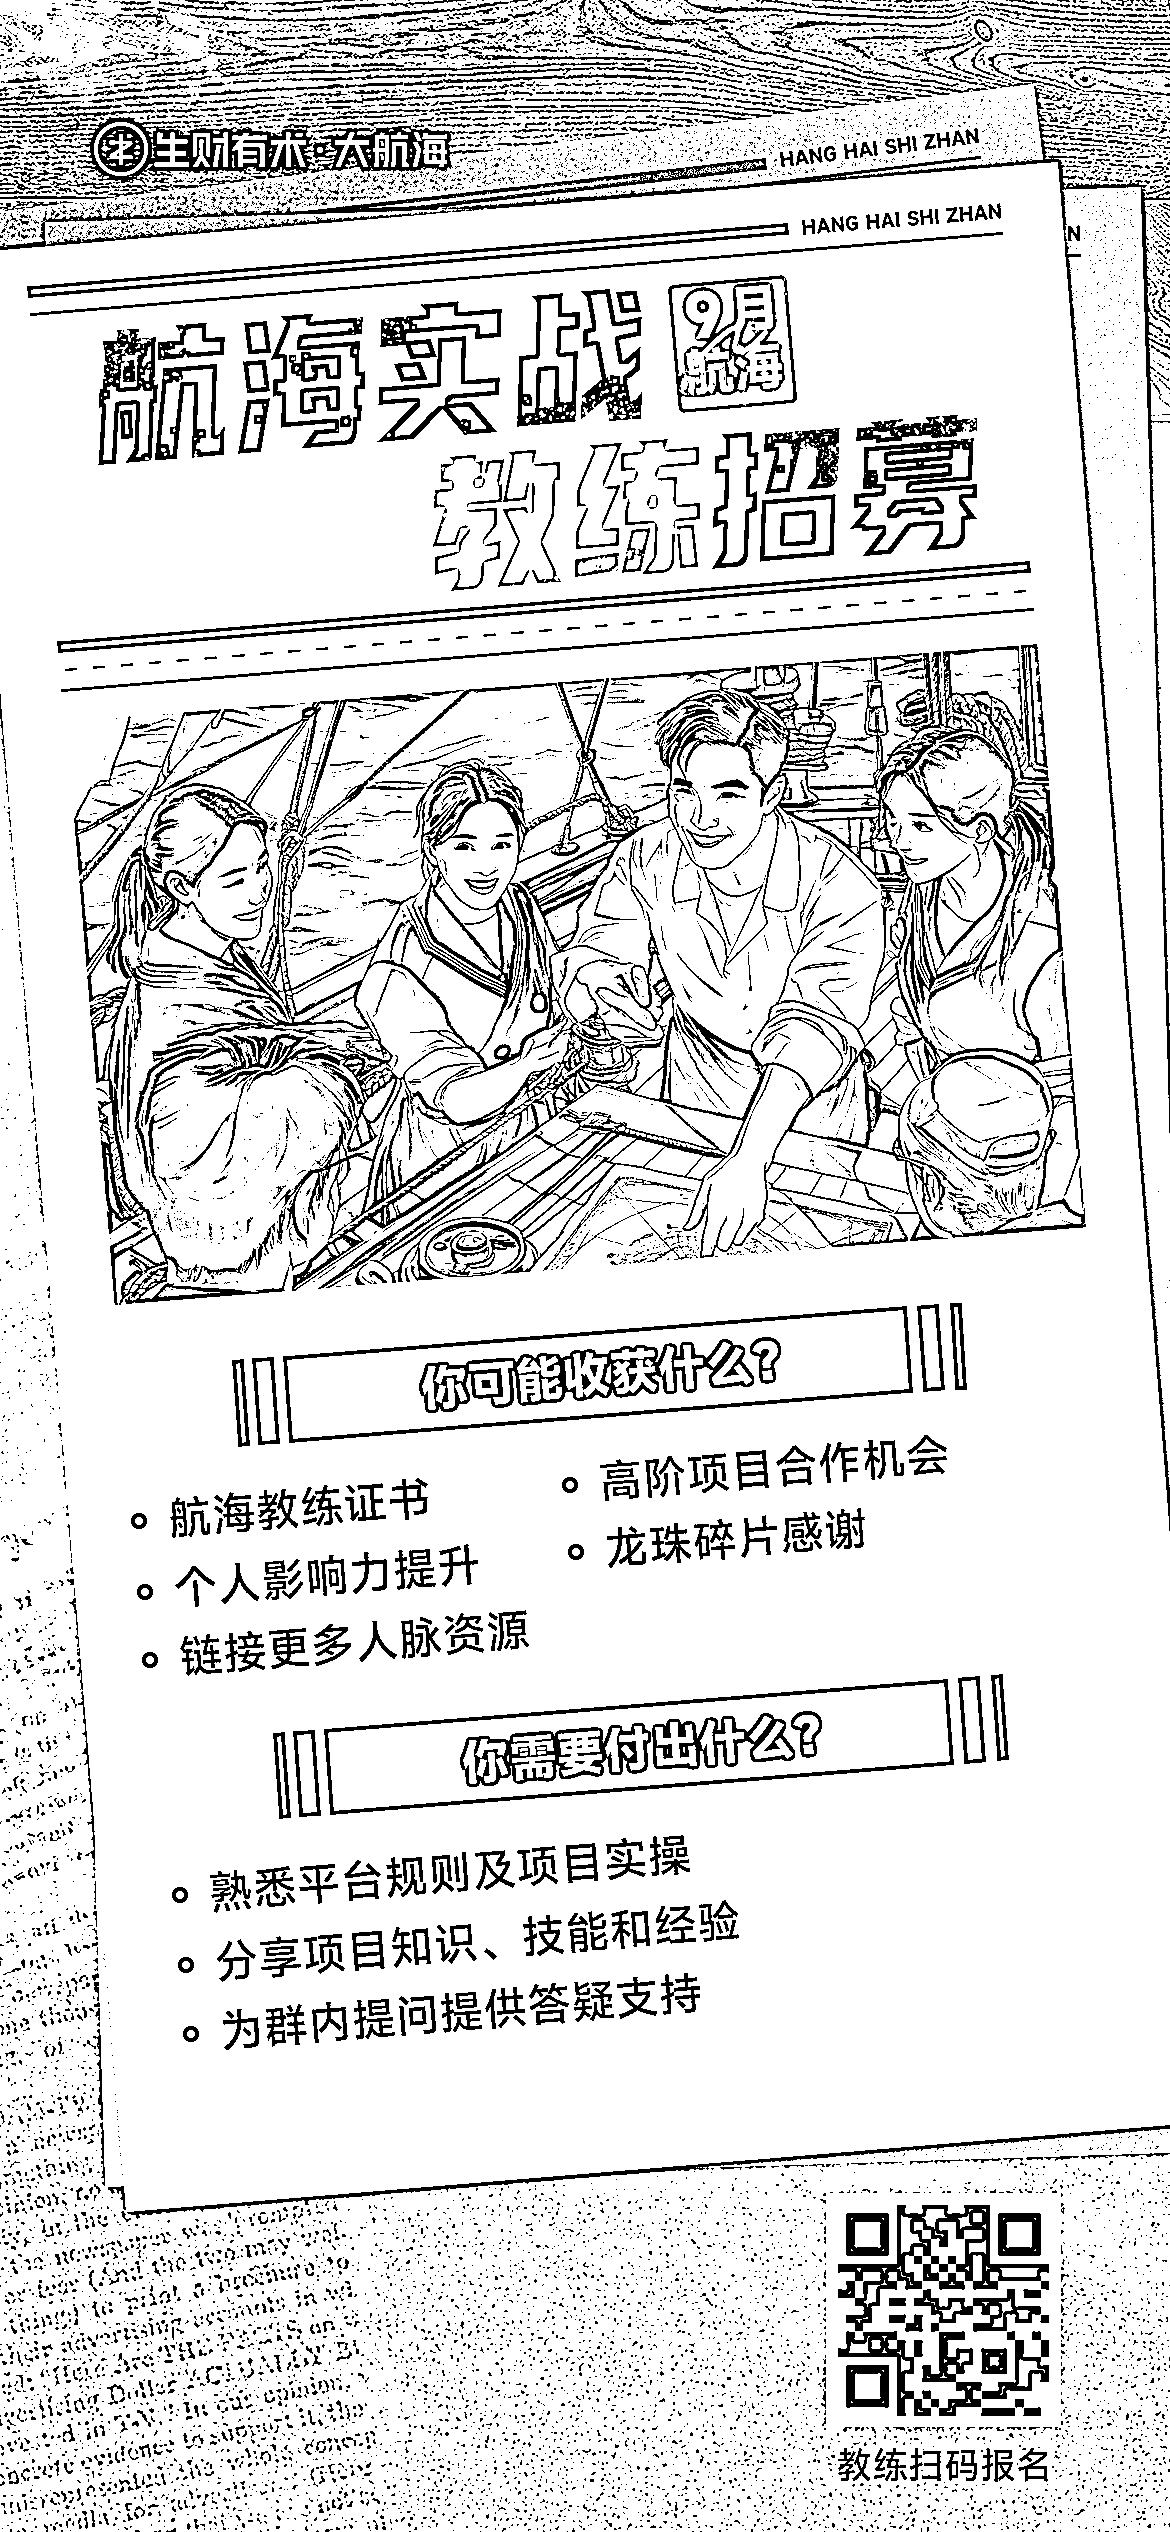 生财有术·大航海
HANG HAI SHI ZHAN
HANG HAI SHI ZHAN
N
航海实战
9月
航海
教练招募
你可能收获什么?
航海教练证书
高阶项目合作机会
个人影响力提升
龙珠碎片感谢
链接更多人脉资源
你需要付出什么?
熟悉平台规则及项目实操
分享项目知识、技能和经验
为群内提问提供答疑支持
教练扫码报名